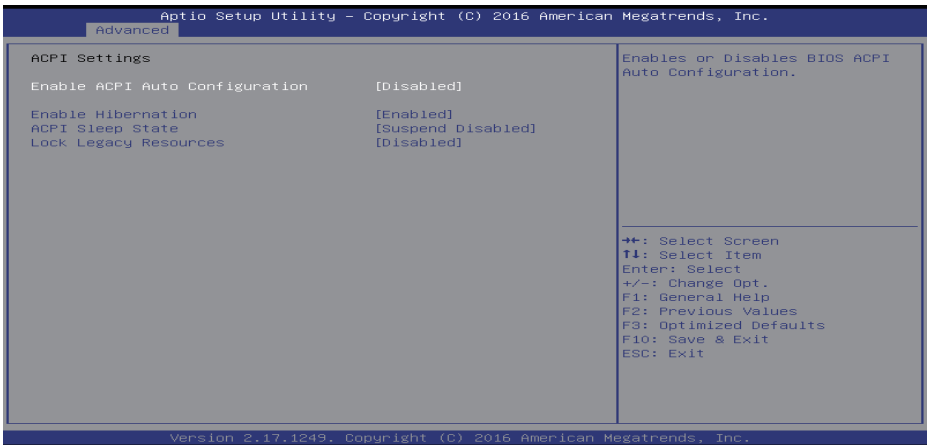 Aptio Setup Utility – Copyright (C) 2016 American Megatrends, Inc.
Advanced
ACPI Settings
Enable ACPI Auto Configuration [Disabled]
Enable Hibernation [Enabled]
ACPI Sleep State [Suspend Disabled]
Lock Legacy Resources [Disabled]
Enables or Disables BIOS ACPI
Auto Configuration.
→←: Select Screen
↑↓: Select Item
Enter: Select
+/-: Change Opt.
F1: General Help
F2: Previous Values
F3: Optimized Defaults
F10: Save & Exit
ESC: Exit
Version 2.17.1249. Copyright (C) 2016 American Megatrends, Inc.